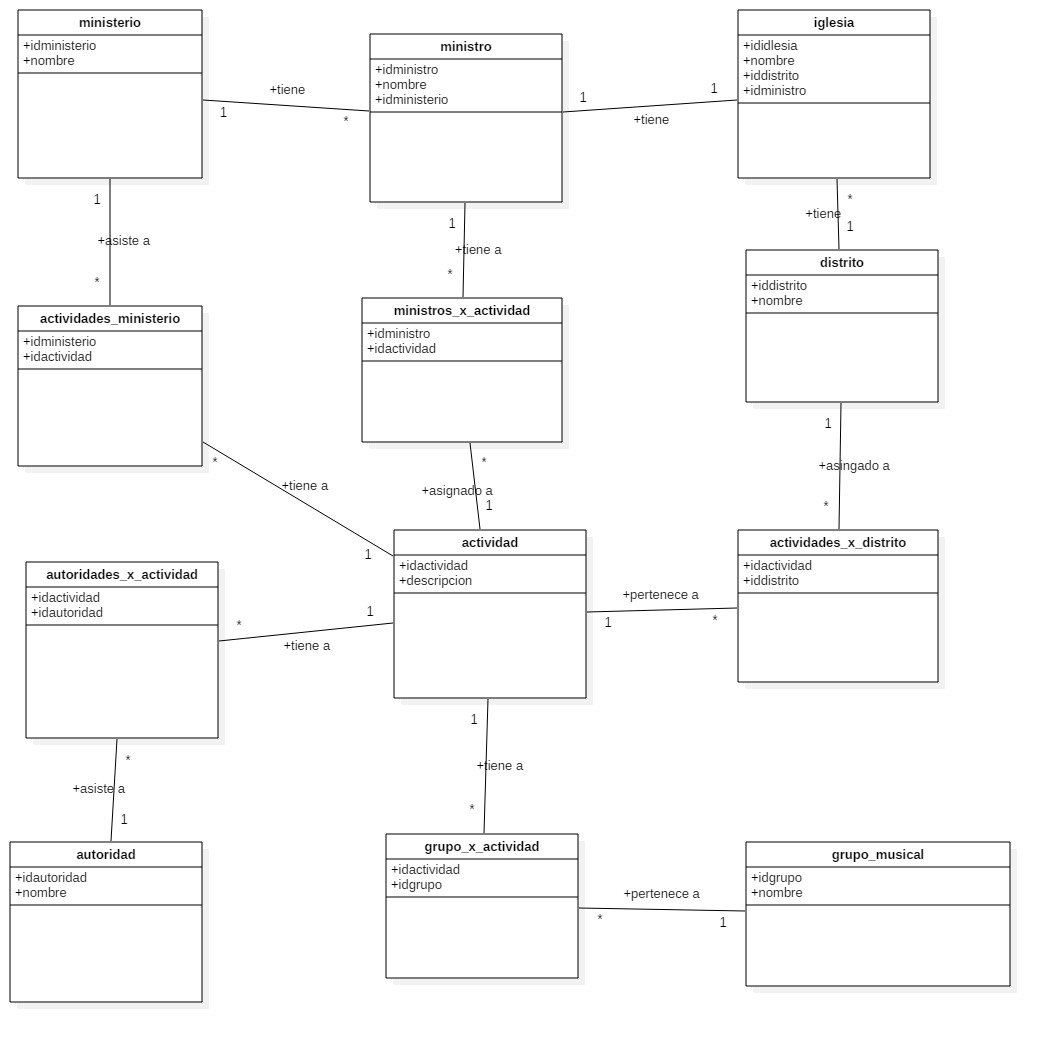 ministerio
+idministerio
+nombre
ministro
+idministro
+nombre
+idministerio
iglesia
+ididlesia
+nombre
+iddistrito
+idministro
+tiene
1
*
1
1
+tiene
1
+asiste a
*
1
+tiene a
*
*
+tiene
1
actividades_ministerio
+idministerio
+idactividad
ministros_x_actividad
+idministro
+idactividad
distrito
+iddistrito
+nombre
*
+tiene a
1
*
+asignado a
1
1
+asingado a
*
autoridades_x_actividad
+idactividad
+idautoridad
actividad
+idactividad
+descripcion
actividades_x_distrito
+idactividad
+iddistrito
*
1
+tiene a
+pertenece a
1
*
*
+asiste a
1
1
+tiene a
*
autoridad
+idautoridad
+nombre
grupo_x_actividad
+idactividad
+idgrupo
grupo_musical
+idgrupo
+nombre
+pertenece a
*
1